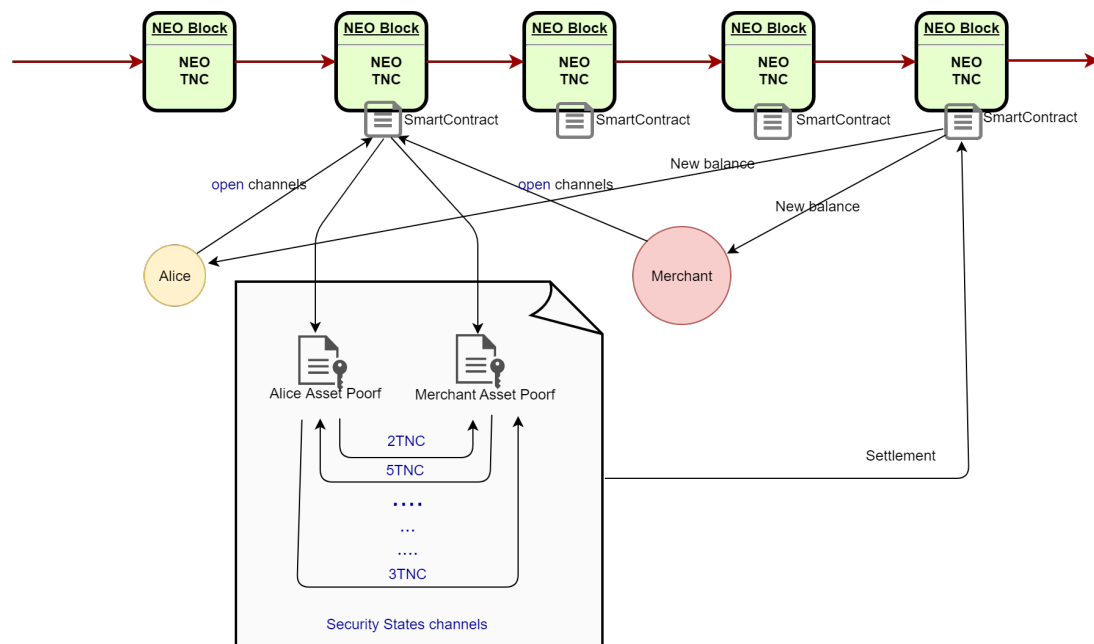 NEO Block
NEO
TNC
NEO Block
NEO
TNC
NEO Block
NEO
TNC
NEO Block
NEO
TNC
NEO Block
NEO
TNC
SmartContract
SmartContract
SmartContract
SmartContract
New balance
open channels
open channels
New balance
Alice
Merchant
Alice Asset Poorf
Merchant Asset Poorf
2TNC
5TNC
....
...
....
3TNC
Settlement
Security States channels